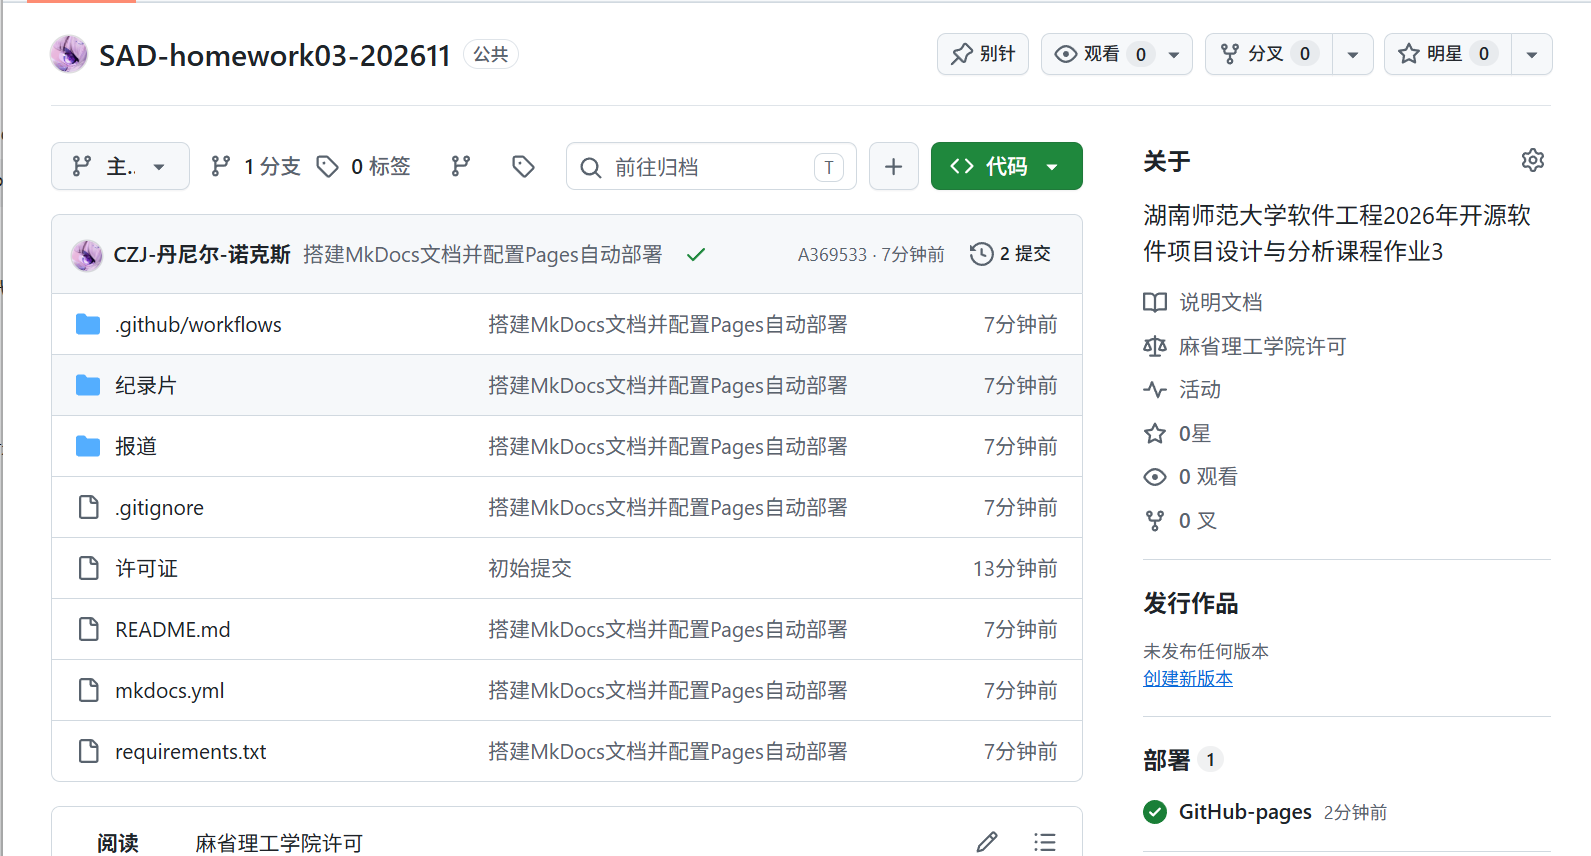 SAD-homework03-202611 公共
别针
观看 0
分叉 0
明星 0
主..
1 分支
0 标签
前往归档 T
代码
CZJ-丹尼尔-诺克斯 搭建MkDocs文档并配置Pages自动部署 A369533 · 7分钟前 2 提交
.github/workflows 搭建MkDocs文档并配置Pages自动部署 7分钟前
纪录片 搭建MkDocs文档并配置Pages自动部署 7分钟前
报道 搭建MkDocs文档并配置Pages自动部署 7分钟前
.gitignore 搭建MkDocs文档并配置Pages自动部署 7分钟前
许可证 初始提交 13分钟前
README.md 搭建MkDocs文档并配置Pages自动部署 7分钟前
mkdocs.yml 搭建MkDocs文档并配置Pages自动部署 7分钟前
requirements.txt 搭建MkDocs文档并配置Pages自动部署 7分钟前
阅读 麻省理工学院许可
关于
湖南师范大学软件工程2026年开源软
件项目设计与分析课程作业3
说明文档
麻省理工学院许可
活动
0星
0 观看
0 叉
发行作品
未发布任何版本
创建新版本
部署 1
GitHub-pages 2分钟前